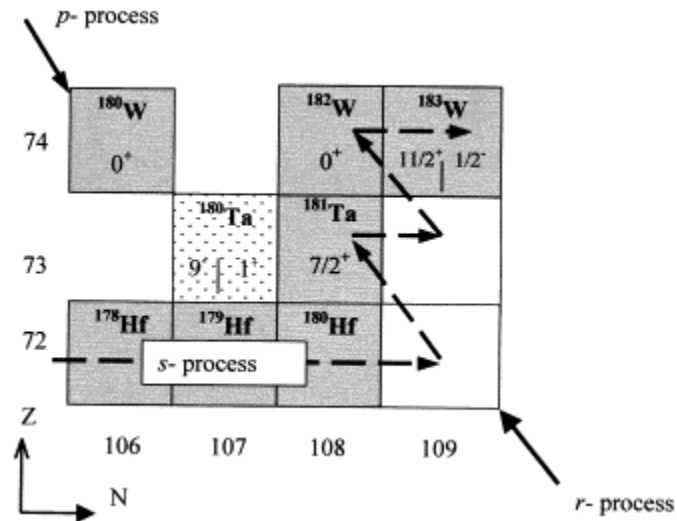 p- process
74
¹⁸⁰W
0⁺
¹⁸²W
0⁺
¹⁸³W
11/2⁺ | 1/2⁻
73
¹⁸⁰Ta
9⁻ | 1⁺
¹⁸¹Ta
7/2⁺
72
¹⁷⁸Hf
¹⁷⁹Hf
¹⁸⁰Hf
s- process
Z
106
107
108
109
N
r- process